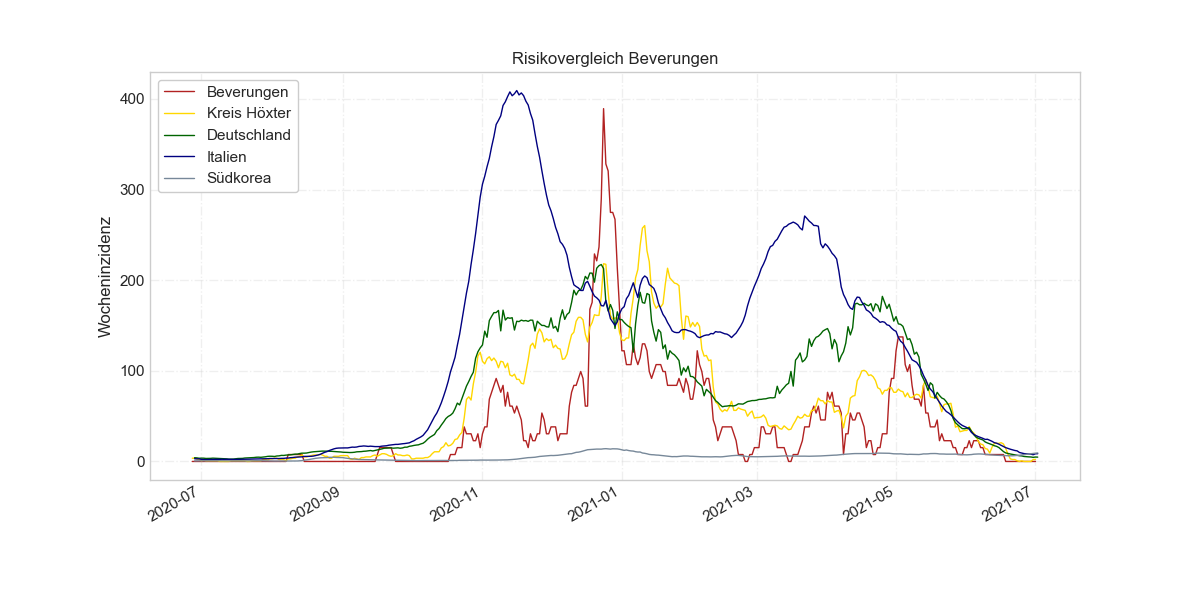 Risikovergleich Beverungen
Beverungen
Kreis Höxter
Deutschland
Italien
Südkorea
Wocheninzidenz
400
300
200
100
0
2020-07
2020-09
2020-11
2021-01
2021-03
2021-05
2021-07